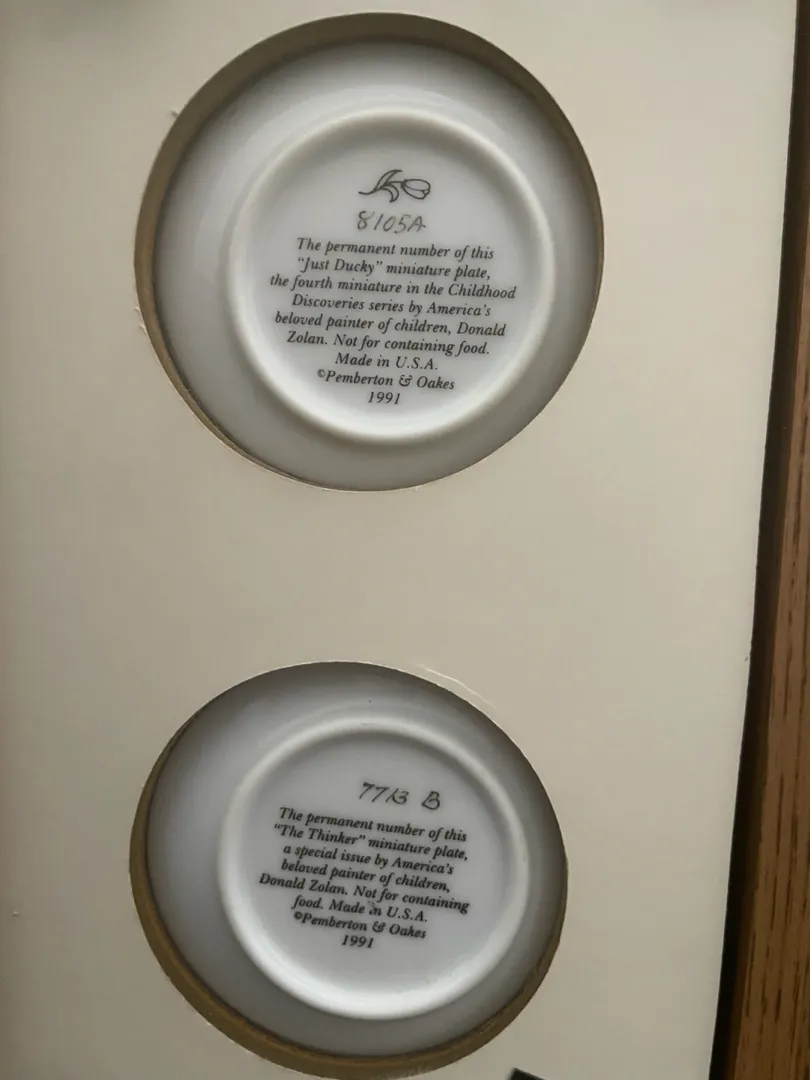 8105A
The permanent number of this
"Just Ducky" miniature plate,
the fourth miniature in the Childhood
Discoveries series by America's
beloved painter of children, Donald
Zolan. Not for containing food.
Made in U.S.A.
©Pemberton & Oakes
1991
7713 B
The permanent number of this
"The Thinker" miniature plate,
a special issue by America's
beloved painter of children,
Donald Zolan. Not for containing
food. Made in U.S.A.
©Pemberton & Oakes
1991